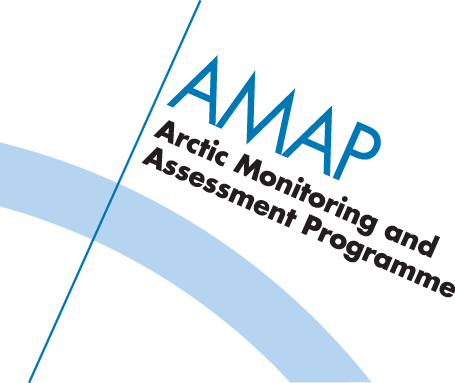 AMAP
Arctic Monitoring and
Assessment Programme